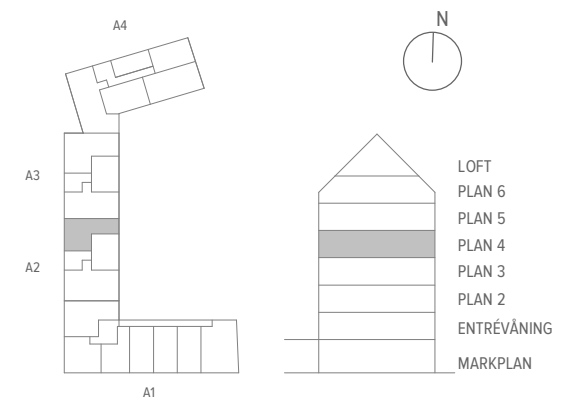 A4
N
A3
A2
A1
LOFT
PLAN 6
PLAN 5
PLAN 4
PLAN 3
PLAN 2
ENTRÉVÅNING
MARKPLAN